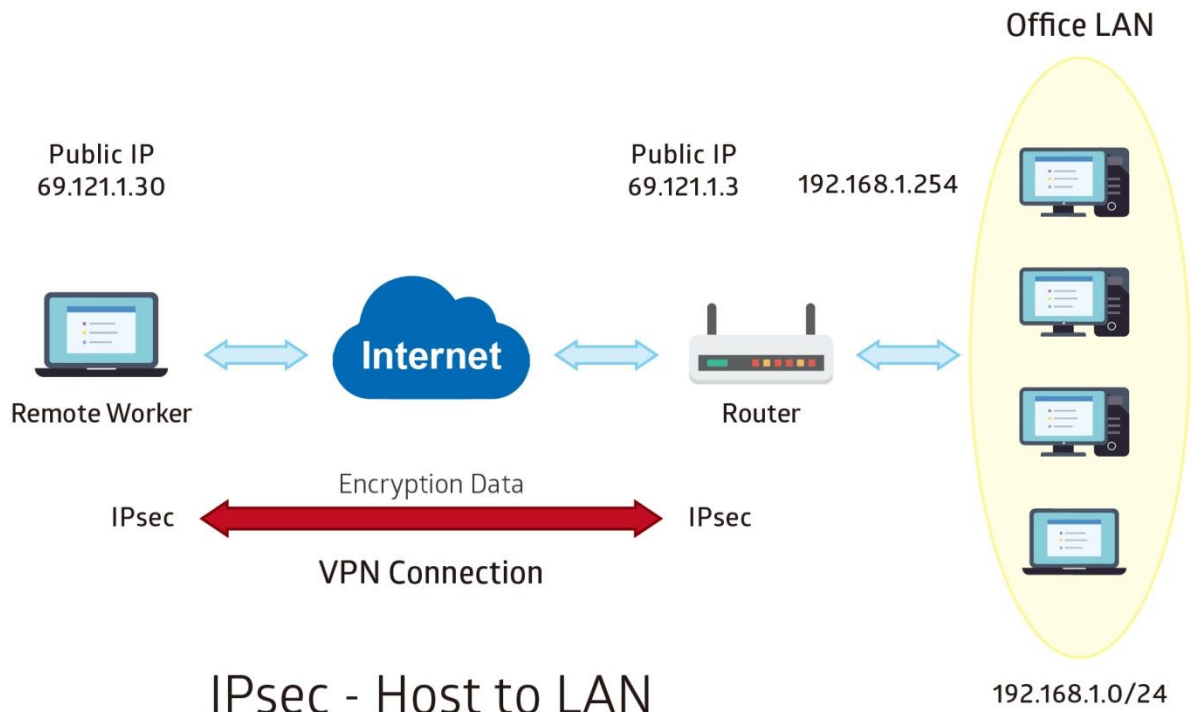 Office LAN
Public IP
69.121.1.30
Public IP
69.121.1.3
192.168.1.254
Internet
Remote Worker
Router
Encryption Data
IPsec
IPsec
VPN Connection
IPsec - Host to LAN
192.168.1.0/24